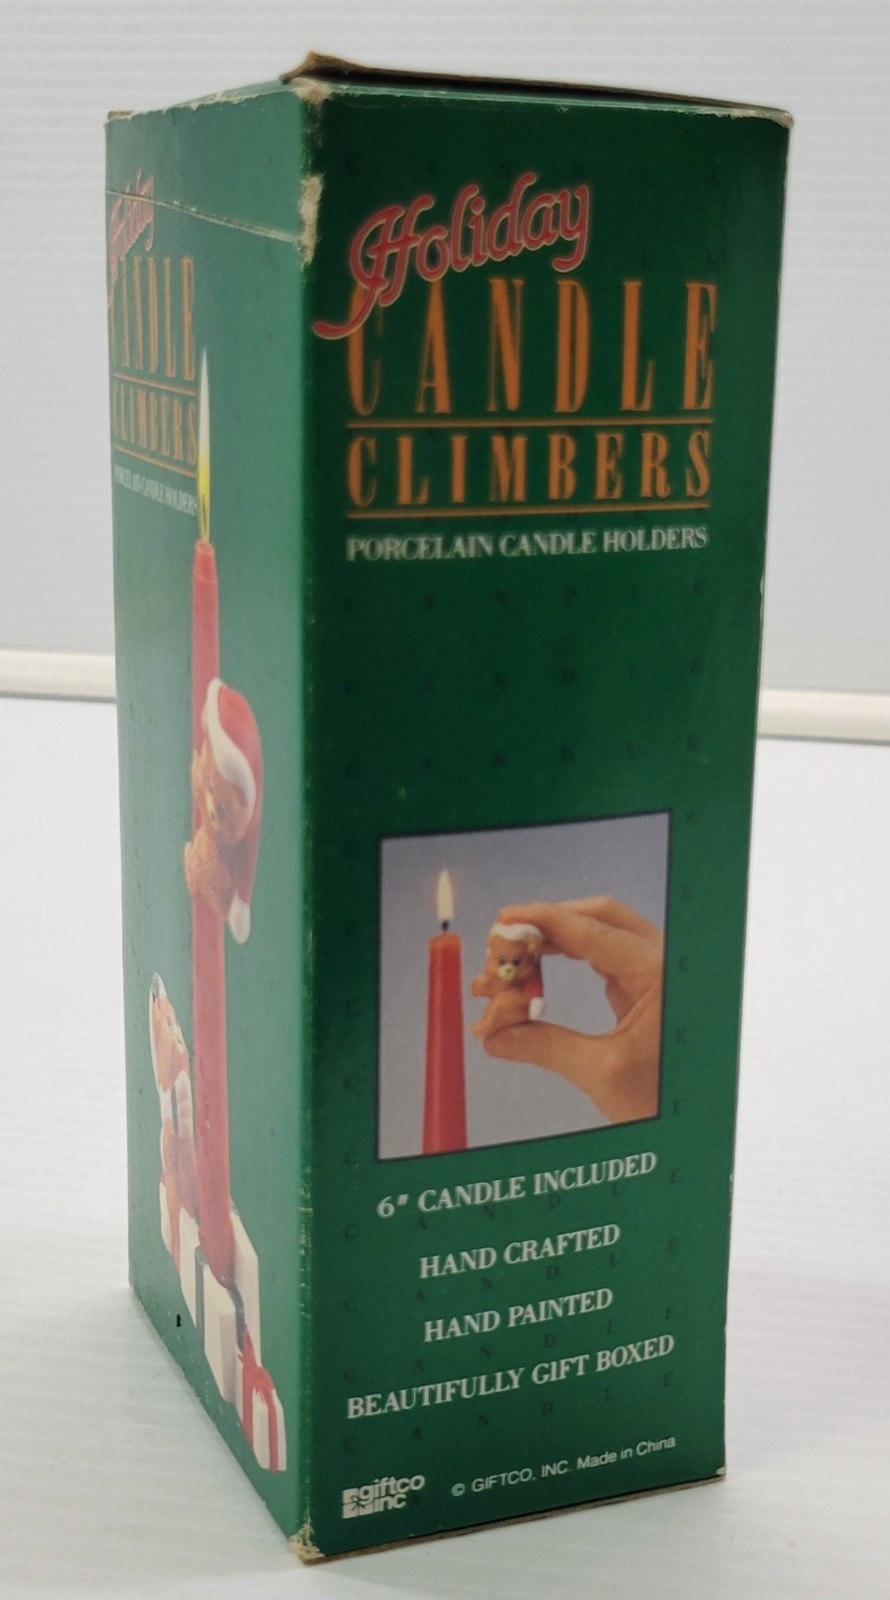 Holiday
CANDLE
CLIMBERS
PORCELAIN CANDLE HOLDERS
Holiday
CANDLE
CLIMBERS
PORCELAIN CANDLE HOLDERS
6" CANDLE INCLUDED
HAND CRAFTED
HAND PAINTED
BEAUTIFULLY GIFT BOXED
giftco
inc
© GIFTCO, INC. Made in China